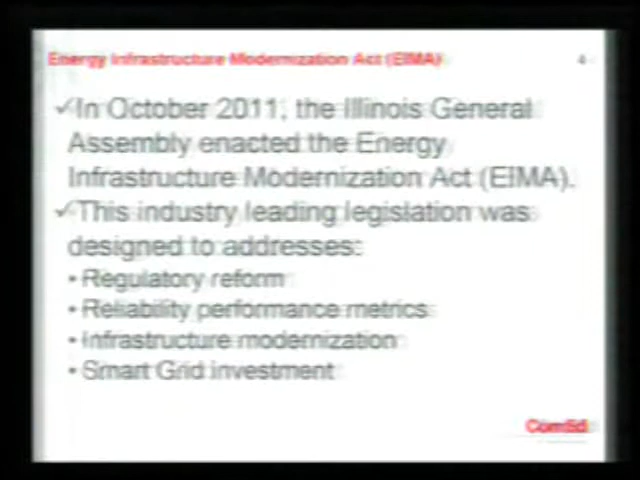 Energy Infrastructure Modernization Act (EIMA)
4
✓In October 2011, the Illinois General
Assembly enacted the Energy
Infrastructure Modernization Act (EIMA).
✓This industry leading legislation was
designed to addresses:
• Regulatory reform
• Reliability performance metrics
• Infrastructure modernization
• Smart Grid investment
ComEd